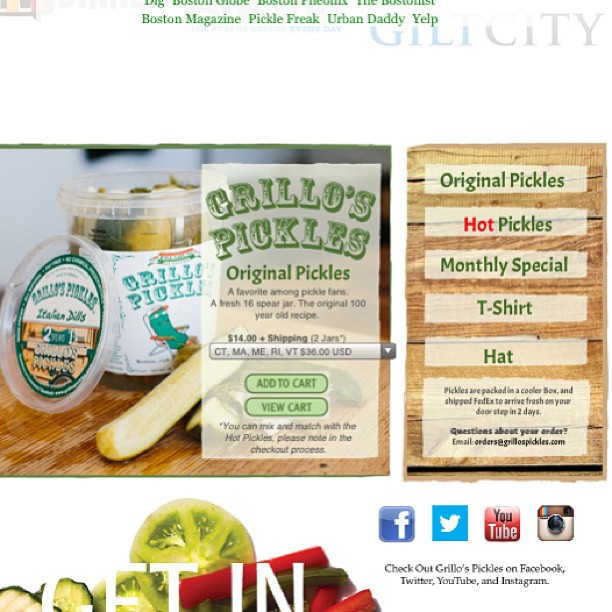 Dig Boston Globe Boston Pheonix The Bostonist
Boston Magazine Pickle Freak Urban Daddy Yelp
EVERY DAY
GILTCITY
GRILLO'S PICKLES
Italian Dills
PICKLES
GRILLO'S
PICKLES
Original Pickles
A favorite among pickle fans.
A fresh 16 spear jar. The original 100
year old recipe.
$14.00 + Shipping (2 Jars*)
CT, MA, ME, RI, VT $36.00 USD
ADD TO CART
VIEW CART
*You can mix and match with the
Hot Pickles, please note in the
checkout process.
Original Pickles
Hot Pickles
Monthly Special
T-Shirt
Hat
Pickles are packed in a cooler Box, and
shipped FedEx to arrive fresh on your
door step in 2 days.
Questions about your order?
Email: orders@grillospickles.com
f
You
Tube
Check Out Grillo's Pickles on Facebook,
Twitter, YouTube, and Instagram.
GET IN